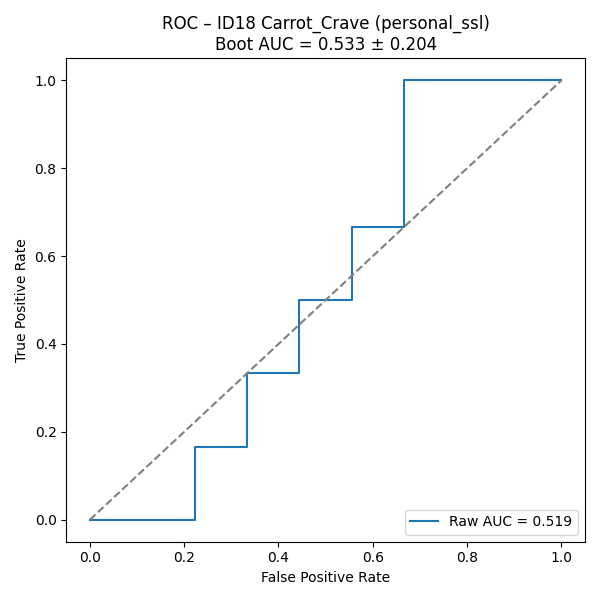 ROC – ID18 Carrot_Crave (personal_ssl)
Boot AUC = 0.533 ± 0.204
1.0
0.8
0.6
0.4
0.2
0.0
True Positive Rate
Raw AUC = 0.519
0.0 0.2 0.4 0.6 0.8 1.0
False Positive Rate